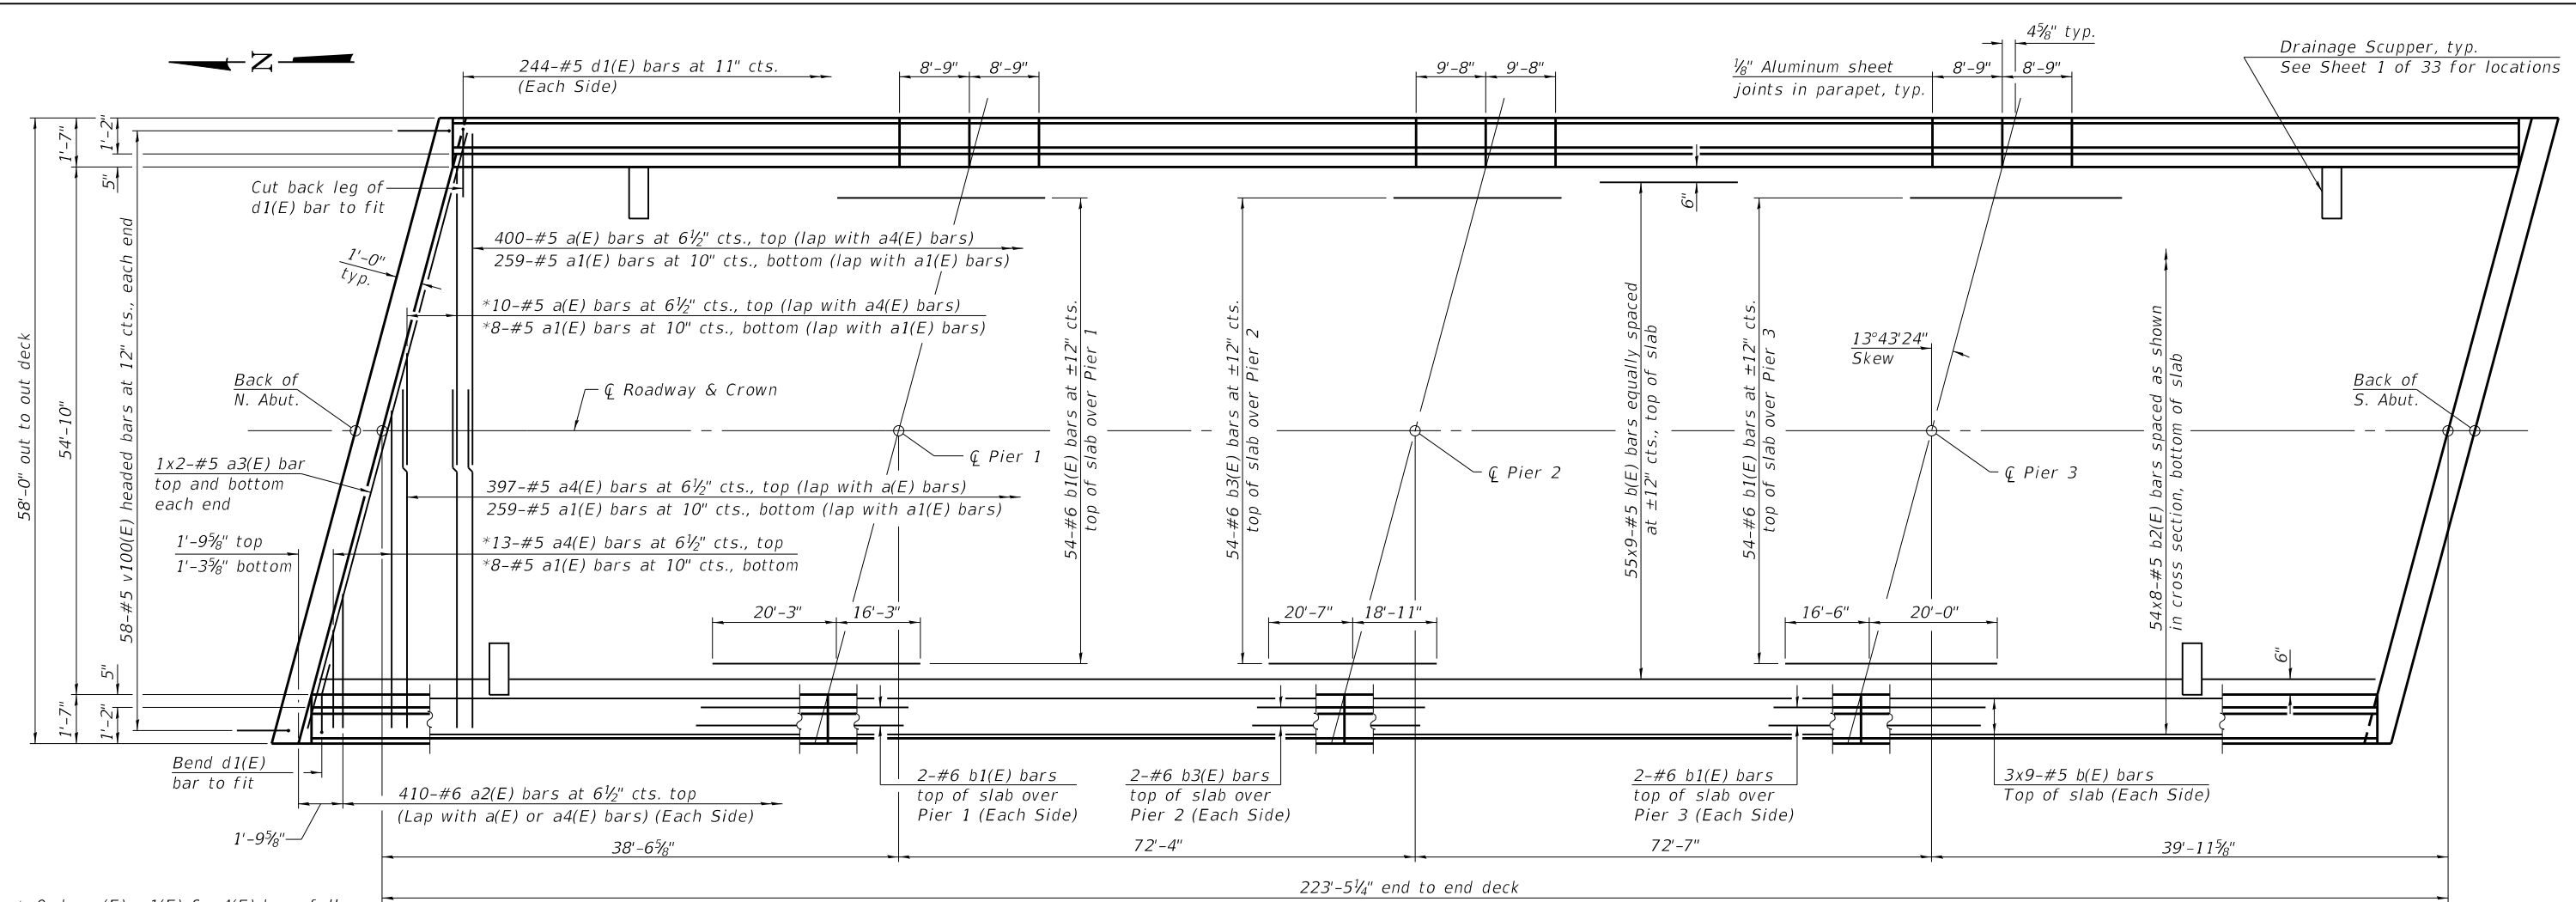 N
244-#5 d1(E) bars at 11" cts.
(Each Side)
8'-9"
8'-9"
9'-8"
9'-8"
⅛" Aluminum sheet
joints in parapet, typ.
8'-9"
8'-9"
4⅝" typ.
Drainage Scupper, typ.
See Sheet 1 of 33 for locations
1'-7"
1'-2"
5"
Cut back leg of
d1(E) bar to fit
6"
400-#5 a(E) bars at 6½" cts., top (lap with a4(E) bars)
259-#5 a1(E) bars at 10" cts., bottom (lap with a1(E) bars)
1'-0"
typ.
*10-#5 a(E) bars at 6½" cts., top (lap with a4(E) bars)
*8-#5 a1(E) bars at 10" cts., bottom (lap with a1(E) bars)
58'-0" out to out deck
54'-10"
58-#5 v100(E) headed bars at 12" cts., each end
54-#6 b1(E) bars at ±12" cts.
top of slab over Pier 1
54-#6 b3(E) bars at ±12" cts.
top of slab over Pier 2
55x9-#5 b(E) bars equally spaced
at ±12" cts., top of slab
54-#6 b1(E) bars at ±12" cts.
top of slab over Pier 3
13°43'24"
Skew
54x8-#5 b2(E) bars spaced as shown
in cross section, bottom of slab
Back of
N. Abut.
℄ Roadway & Crown
Back of
S. Abut.
℄ Pier 1
℄ Pier 2
℄ Pier 3
1x2-#5 a3(E) bar
top and bottom
each end
397-#5 a4(E) bars at 6½" cts., top (lap with a(E) bars)
259-#5 a1(E) bars at 10" cts., bottom (lap with a1(E) bars)
1'-9⅝" top
1'-3⅝" bottom
*13-#5 a4(E) bars at 6½" cts., top
*8-#5 a1(E) bars at 10" cts., bottom
20'-3"
16'-3"
20'-7"
18'-11"
16'-6"
20'-0"
5"
6"
1'-7"
1'-2"
Bend d1(E)
bar to fit
410-#6 a2(E) bars at 6½" cts. top
(Lap with a(E) or a4(E) bars) (Each Side)
1'-9⅝"
2-#6 b1(E) bars
top of slab over
Pier 1 (Each Side)
2-#6 b3(E) bars
top of slab over
Pier 2 (Each Side)
2-#6 b1(E) bars
top of slab over
Pier 3 (Each Side)
3x9-#5 b(E) bars
Top of slab (Each Side)
38'-6⅝"
72'-4"
72'-7"
39'-11⅝"
223'-5¼" end to end deck